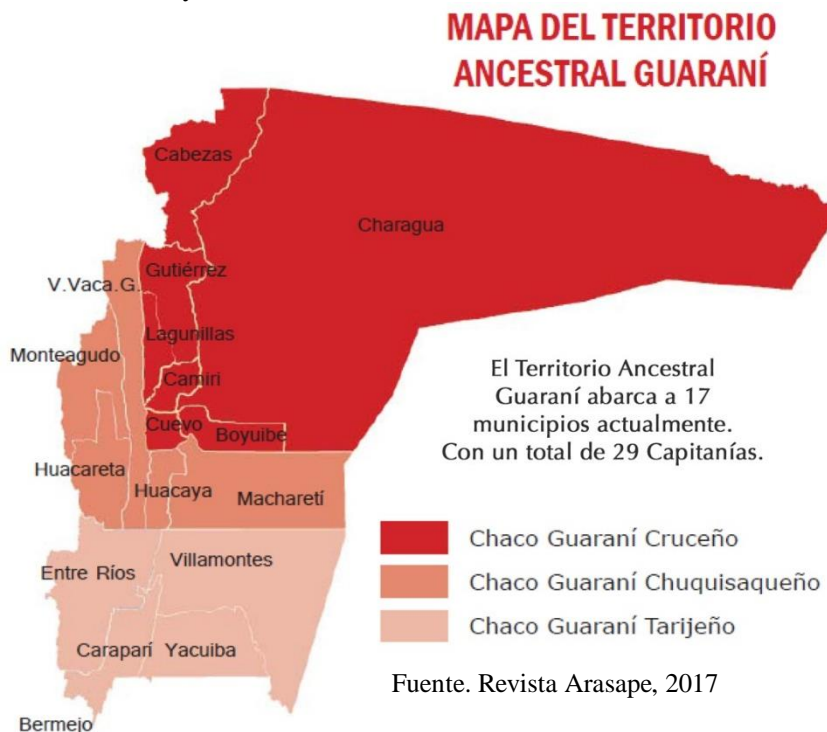 MAPA DEL TERRITORIO
ANCESTRAL GUARANÍ
Cabezas
Charagua
Gutiérrez
V.Vaca.G.
Lagunillas
Monteagudo
Camiri
Cuevo
Boyuibe
Huacareta
Huacaya
Macharetí
El Territorio Ancestral
Guaraní abarca a 17
municipios actualmente.
Con un total de 29 Capitanías.
Entre Ríos
Villamontes
Caraparí
Yacuiba
Bermejo
Chaco Guaraní Cruceño
Chaco Guaraní Chuquisaqueño
Chaco Guaraní Tarijeño
Fuente. Revista Arasape, 2017